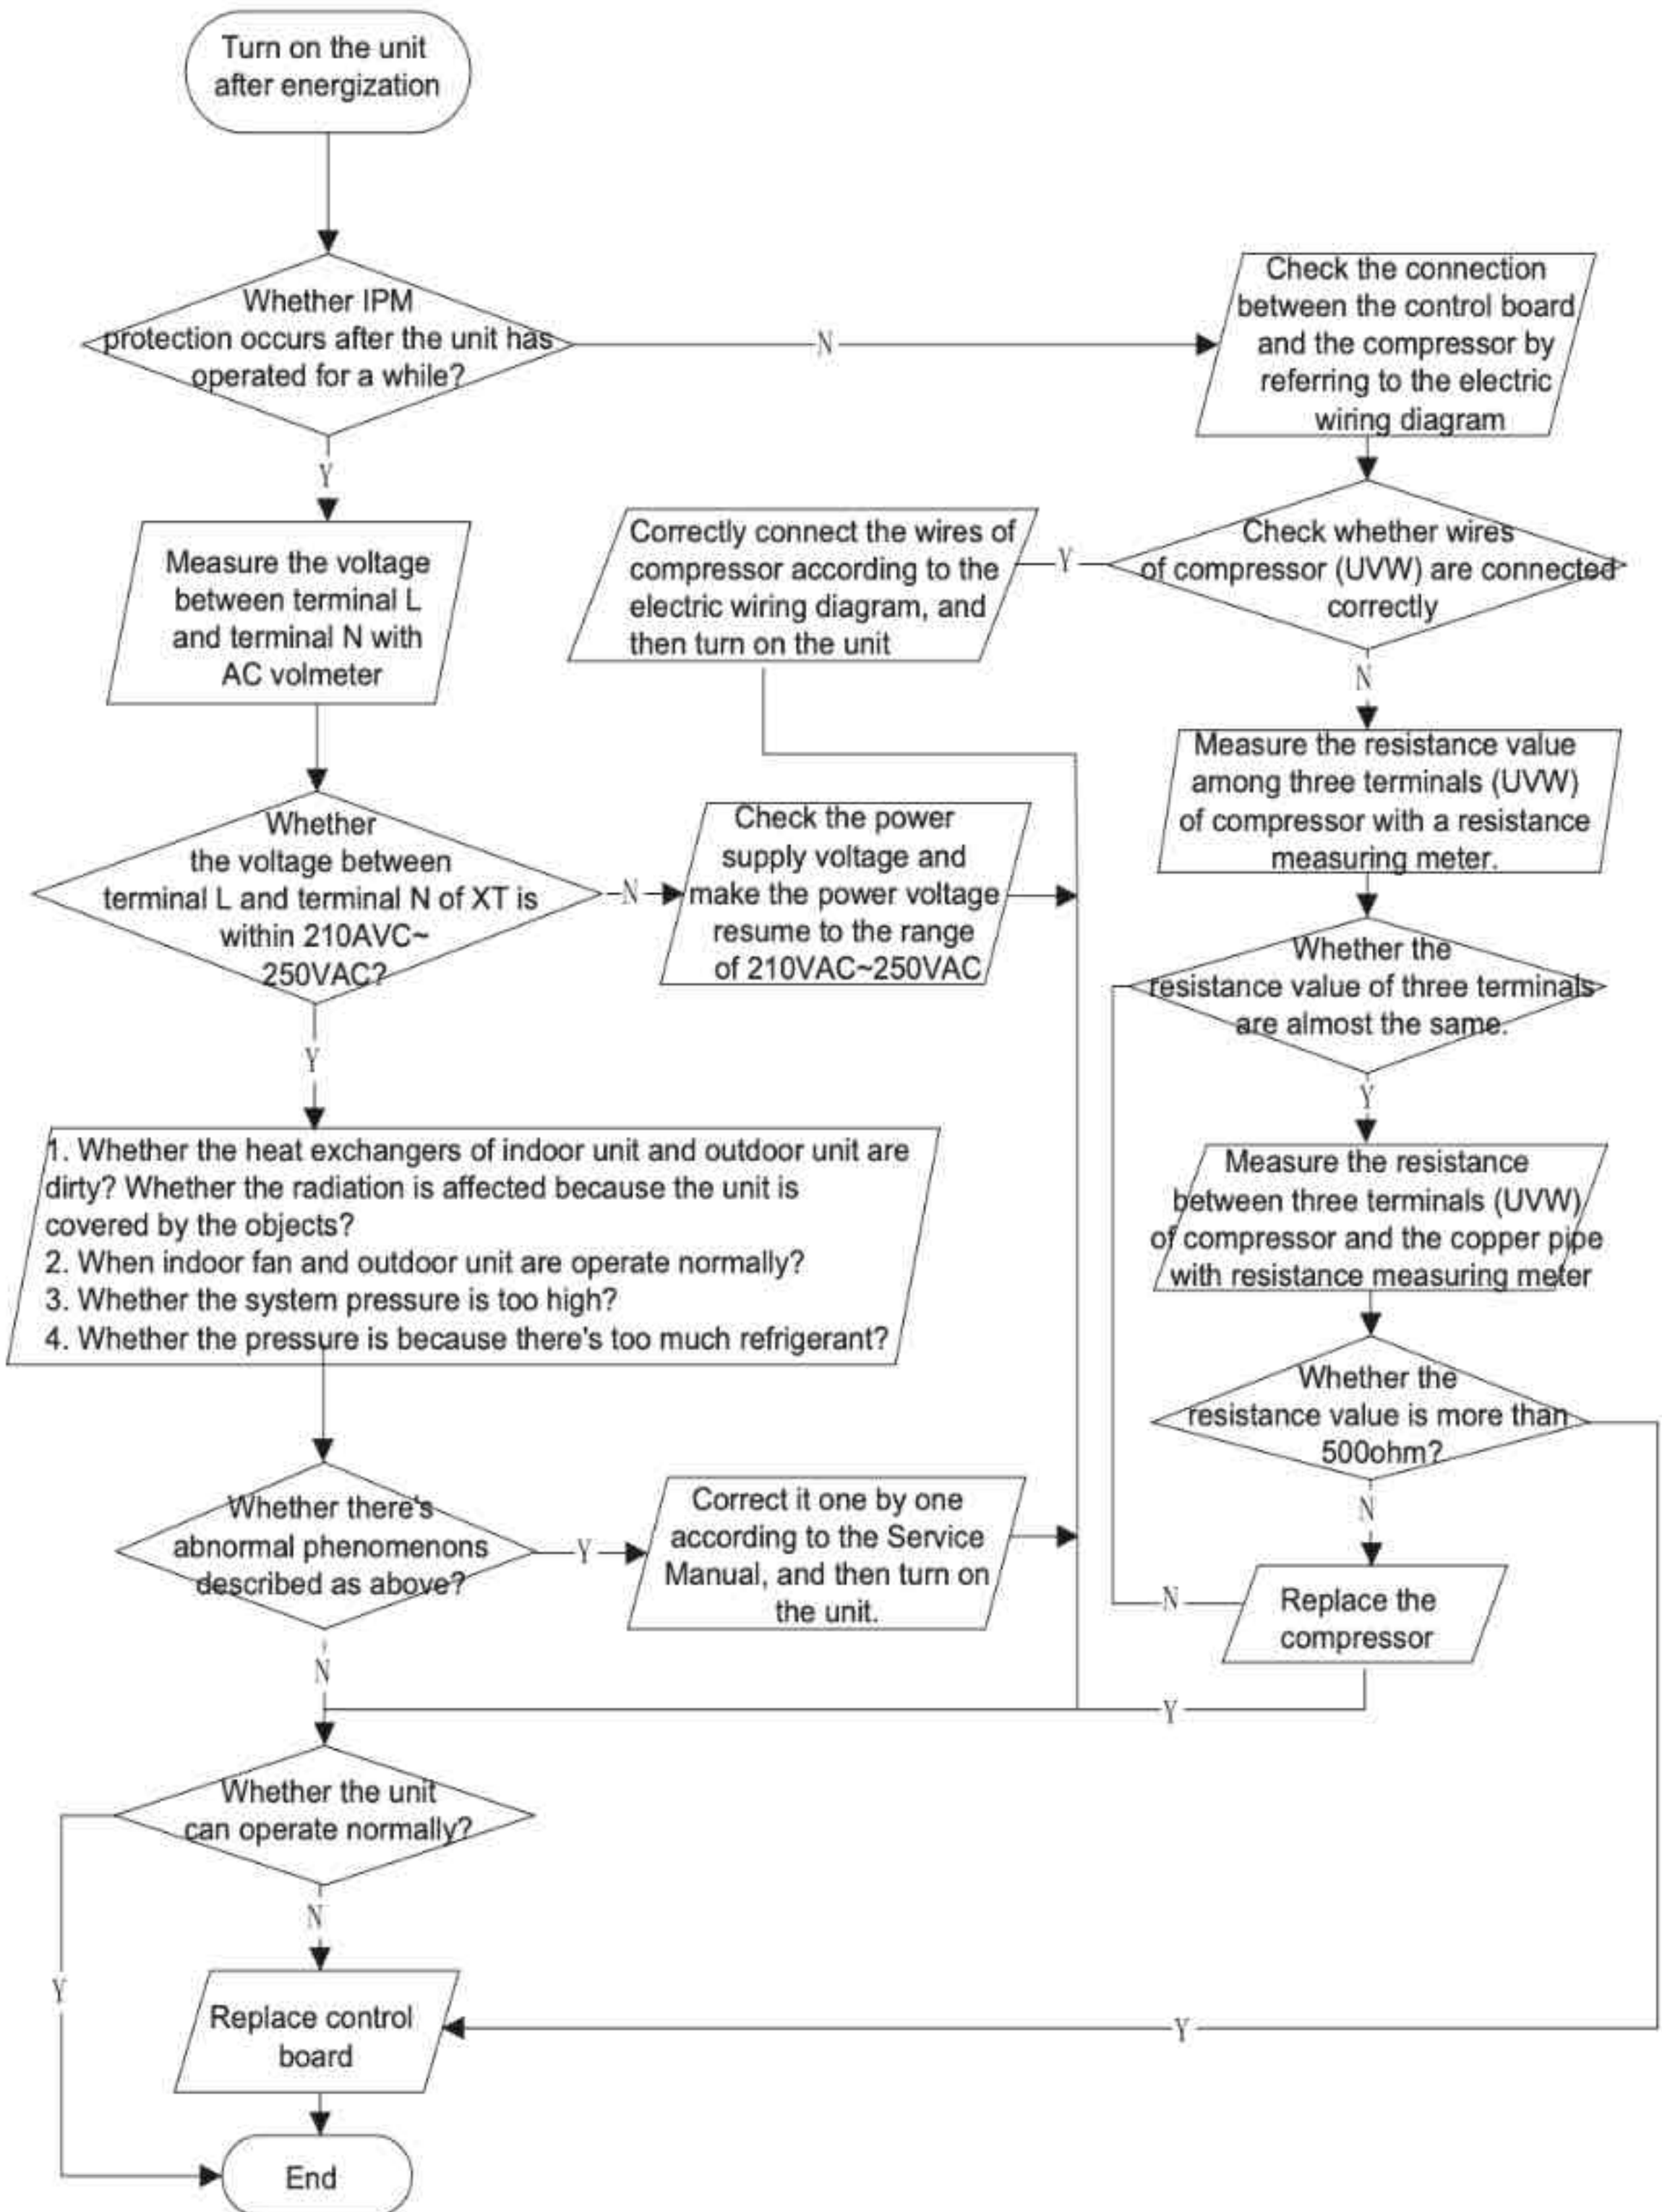 Turn on the unit
after energization
Whether IPM
protection occurs after the unit has
operated for a while?
N
Check the connection
between the control board
and the compressor by
referring to the electric
wiring diagram
Y
Measure the voltage
between terminal L
and terminal N with
AC volmeter
Correctly connect the wires of
compressor according to the
electric wiring diagram, and
then turn on the unit
Y
Check whether wires
of compressor (UVW) are connected
correctly
N
Measure the resistance value
among three terminals (UVW)
of compressor with a resistance
measuring meter.
Whether
the voltage between
terminal L and terminal N of XT is
within 210AVC~
250VAC?
N
Check the power
supply voltage and
make the power voltage
resume to the range
of 210VAC~250VAC
Whether the
resistance value of three terminals
are almost the same.
Y
Y
1. Whether the heat exchangers of indoor unit and outdoor unit are
dirty? Whether the radiation is affected because the unit is
covered by the objects?
2. When indoor fan and outdoor unit are operate normally?
3. Whether the system pressure is too high?
4. Whether the pressure is because there's too much refrigerant?
Measure the resistance
between three terminals (UVW)
of compressor and the copper pipe
with resistance measuring meter
Whether the
resistance value is more than
500ohm?
N
Whether there's
abnormal phenomenons
described as above?
Y
Correct it one by one
according to the Service
Manual, and then turn on
the unit.
N
Replace the
compressor
N
Y
Whether the unit
can operate normally?
N
Y
Replace control
board
Y
End